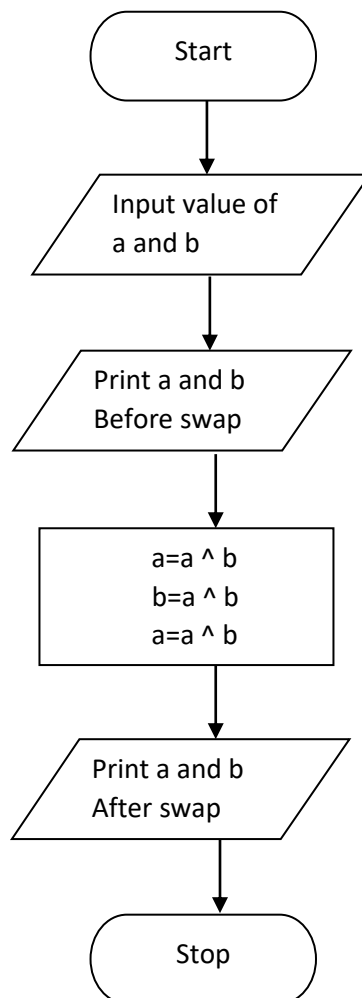 Start
Input value of
a and b
Print a and b
Before swap
a=a ^ b
b=a ^ b
a=a ^ b
Print a and b
After swap
Stop